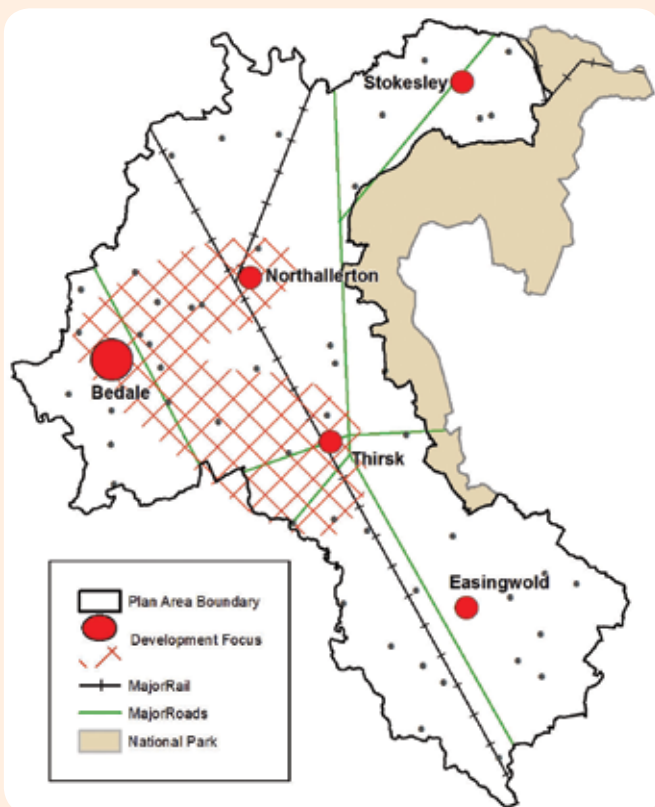 Stokesley
Northallerton
Bedale
Thirsk
Easingwold
Plan Area Boundary
Development Focus
MajorRail
MajorRoads
National Park